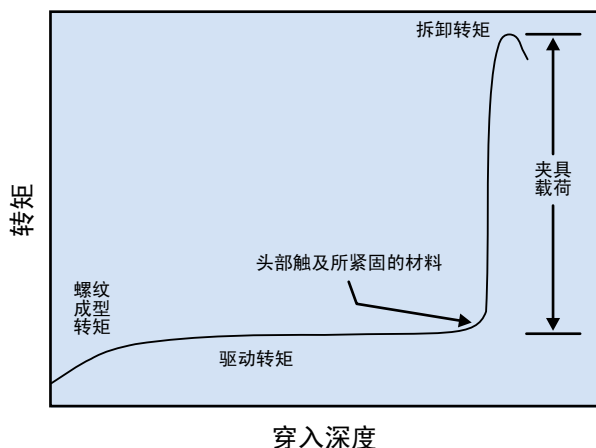 拆卸转矩
夹具
载荷
转矩
头部触及所紧固的材料
螺纹
成型
转矩
驱动转矩
穿入深度